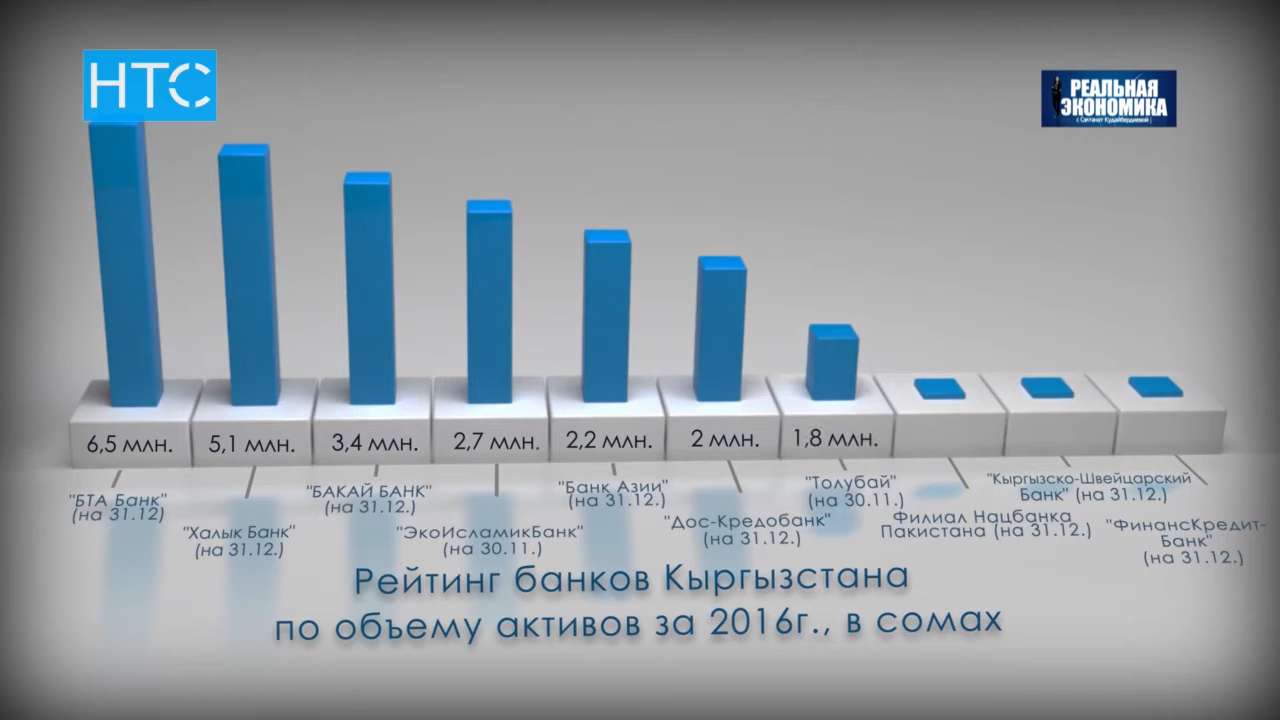 НТС
РЕАЛЬНАЯ
ЭКОНОМИКА
с Салтанат Кудайбердиевой
6,5 млн.
5,1 млн.
3,4 млн.
2,7 млн.
2,2 млн.
2 млн.
1,8 млн.
"БТА Банк"
(на 31.12)
"Халык Банк"
(на 31.12.)
"БАКАЙ БАНК"
(на 31.12.)
"ЭкоИсламикБанк"
(на 30.11.)
"Банк Азии"
(на 31.12.)
"Дос-Кредобанк"
(на 31.12.)
"Толубай"
(на 30.11.)
Филиал Нацбанка
Пакистана (на 31.12.)
"Кыргызско-Швейцарский
Банк" (на 31.12.)
"ФинансКредит-
Банк"
(на 31.12.)
Рейтинг банков Кыргызстана
по объему активов за 2016г., в сомах